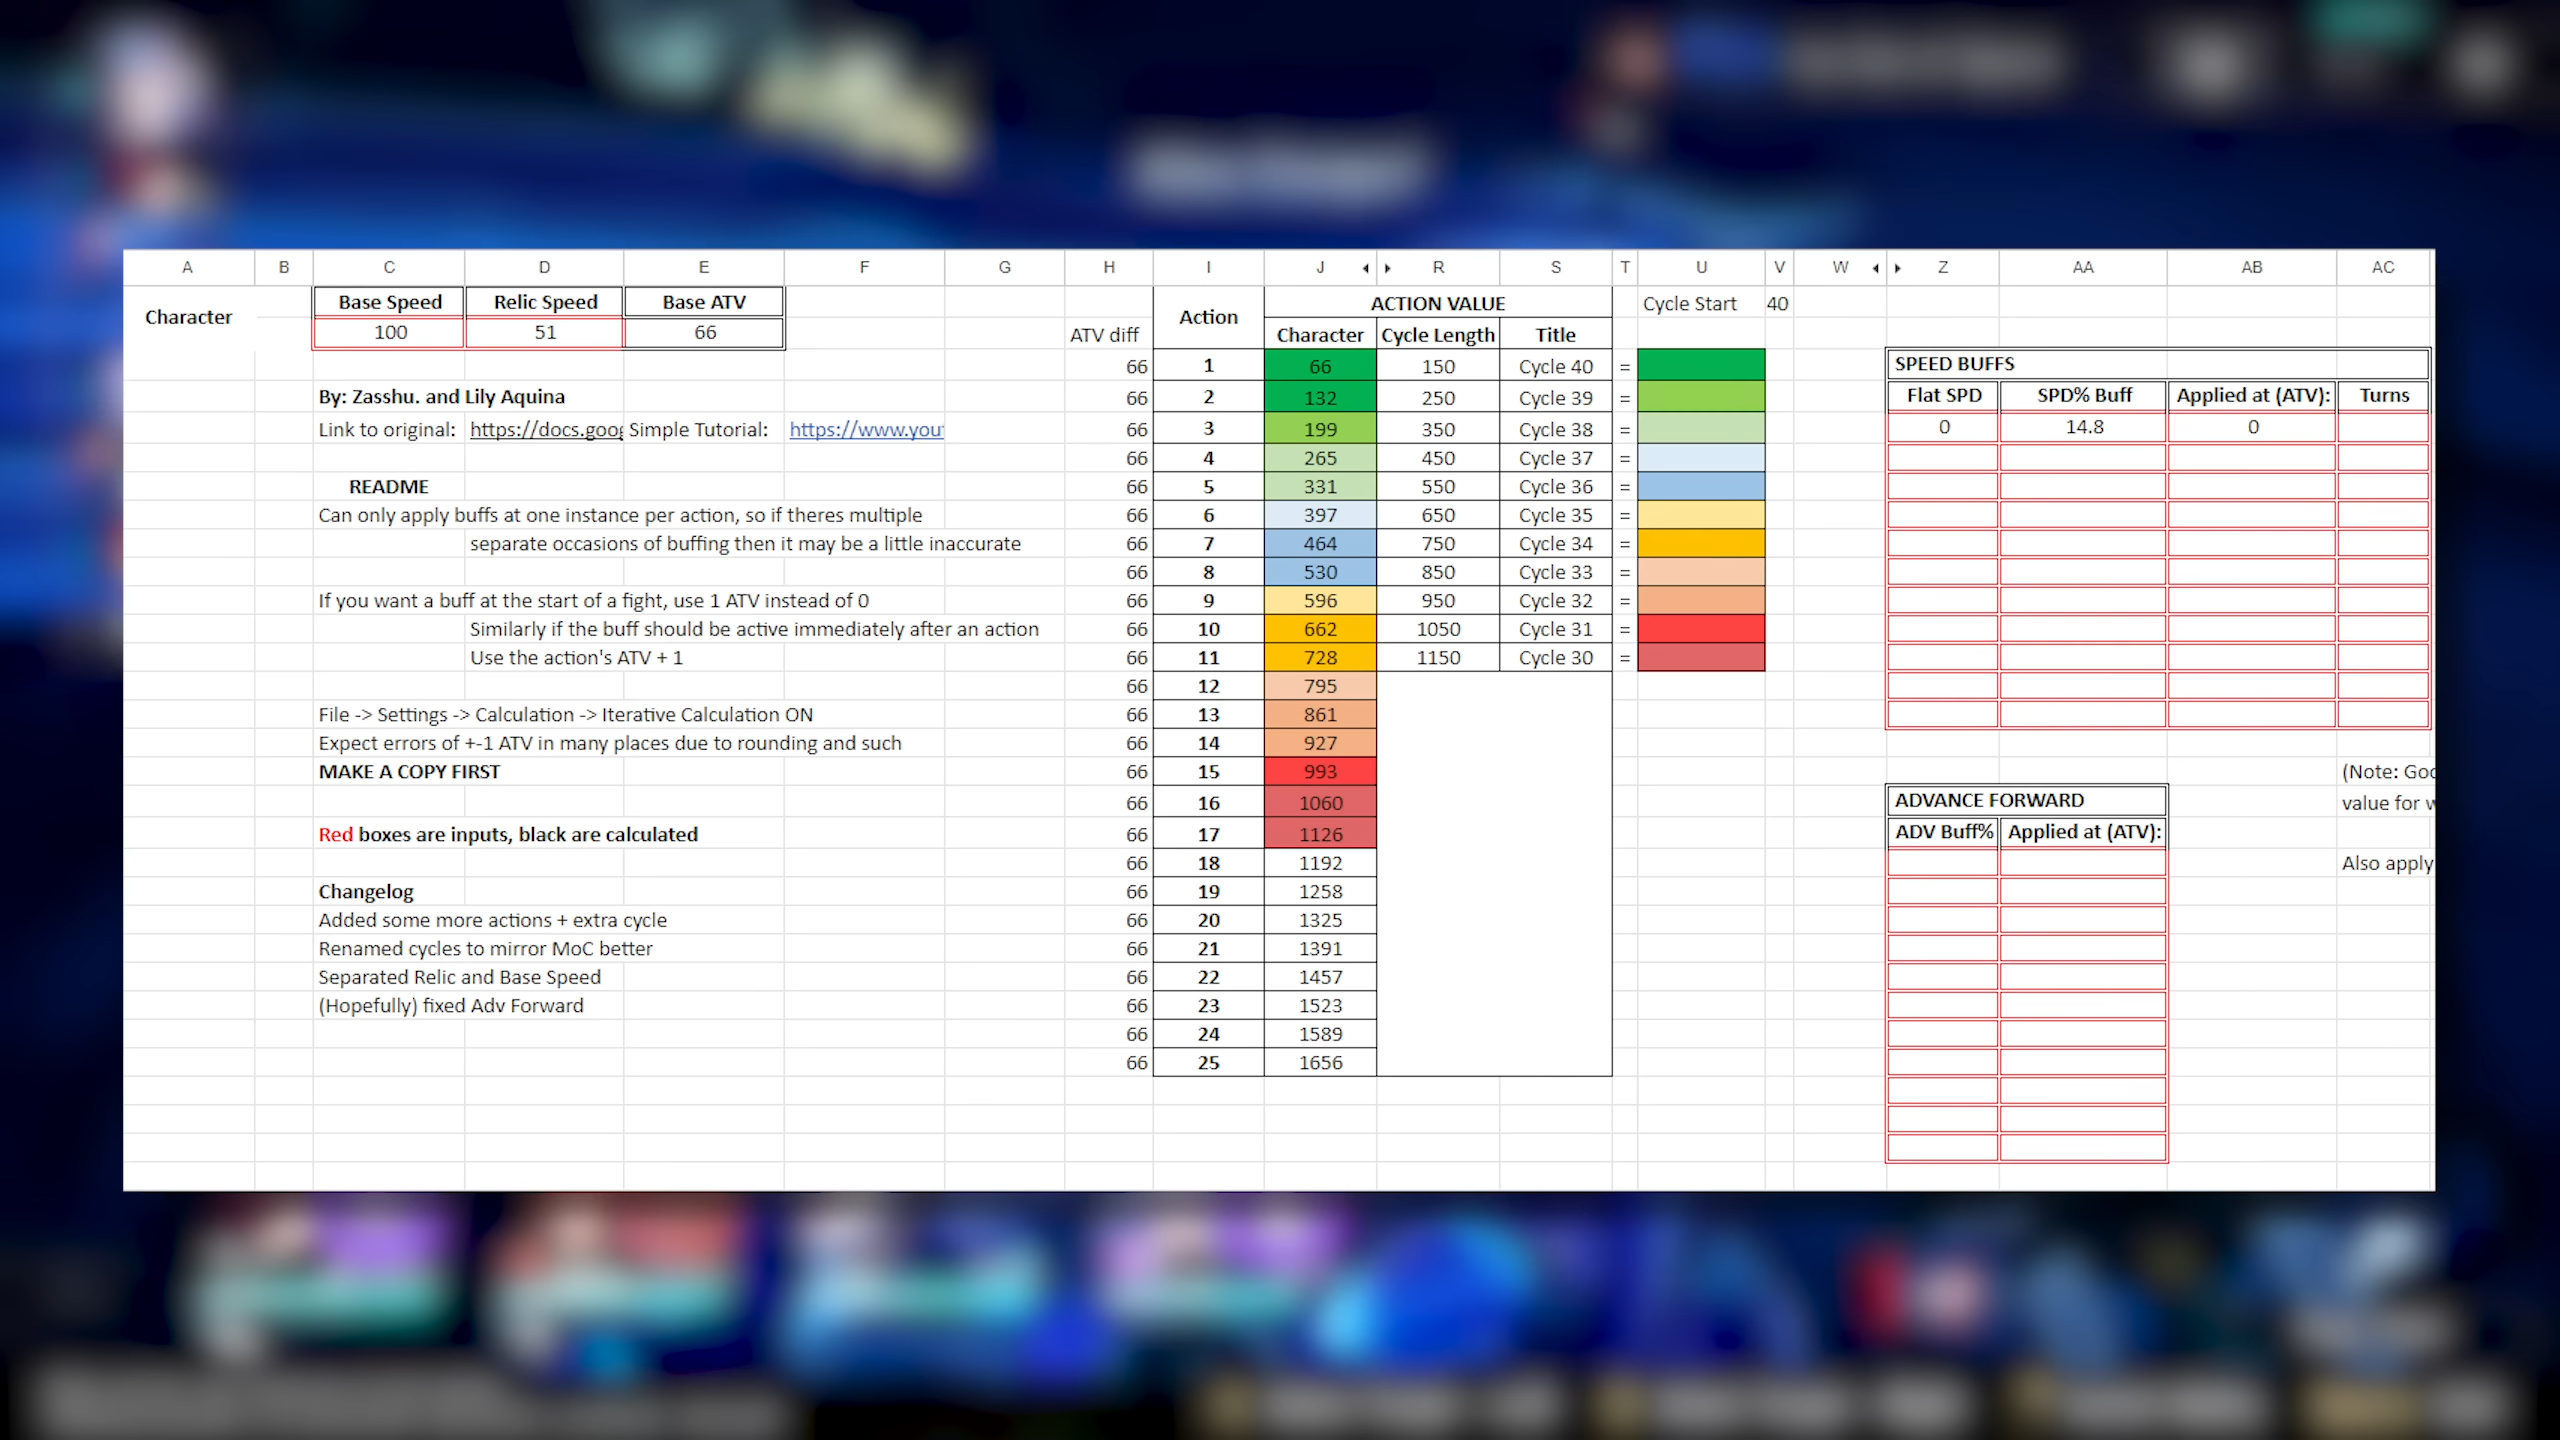 A B C D E F G H I J R S T U V W Z AA AB AC
Character Base Speed Relic Speed Base ATV Action ACTION VALUE Cycle Start 40
100 51 66 ATV diff Character Cycle Length Title
66 1 66 150 Cycle 40 = SPEED BUFFS
By: Zasshu. and Lily Aquina 66 2 132 250 Cycle 39 = Flat SPD SPD% Buff Applied at (ATV): Turns
Link to original: https://docs.goog Simple Tutorial: https://www.you 66 3 199 350 Cycle 38 = 0 14.8 0
66 4 265 450 Cycle 37 =
README 66 5 331 550 Cycle 36 =
Can only apply buffs at one instance per action, so if theres multiple 66 6 397 650 Cycle 35 =
separate occasions of buffing then it may be a little inaccurate 66 7 464 750 Cycle 34 =
66 8 530 850 Cycle 33 =
If you want a buff at the start of a fight, use 1 ATV instead of 0 66 9 596 950 Cycle 32 =
Similarly if the buff should be active immediately after an action 66 10 662 1050 Cycle 31 =
Use the action's ATV + 1 66 11 728 1150 Cycle 30 =
66 12 795
File -> Settings -> Calculation -> Iterative Calculation ON 66 13 861
Expect errors of +-1 ATV in many places due to rounding and such 66 14 927
MAKE A COPY FIRST 66 15 993 (Note: Goo
66 16 1060 ADVANCE FORWARD value for
Red boxes are inputs, black are calculated 66 17 1126 ADV Buff% Applied at (ATV):
66 18 1192 Also apply
Changelog 66 19 1258
Added some more actions + extra cycle 66 20 1325
Renamed cycles to mirror MoC better 66 21 1391
Separated Relic and Base Speed 66 22 1457
(Hopefully) fixed Adv Forward 66 23 1523
66 24 1589
66 25 1656